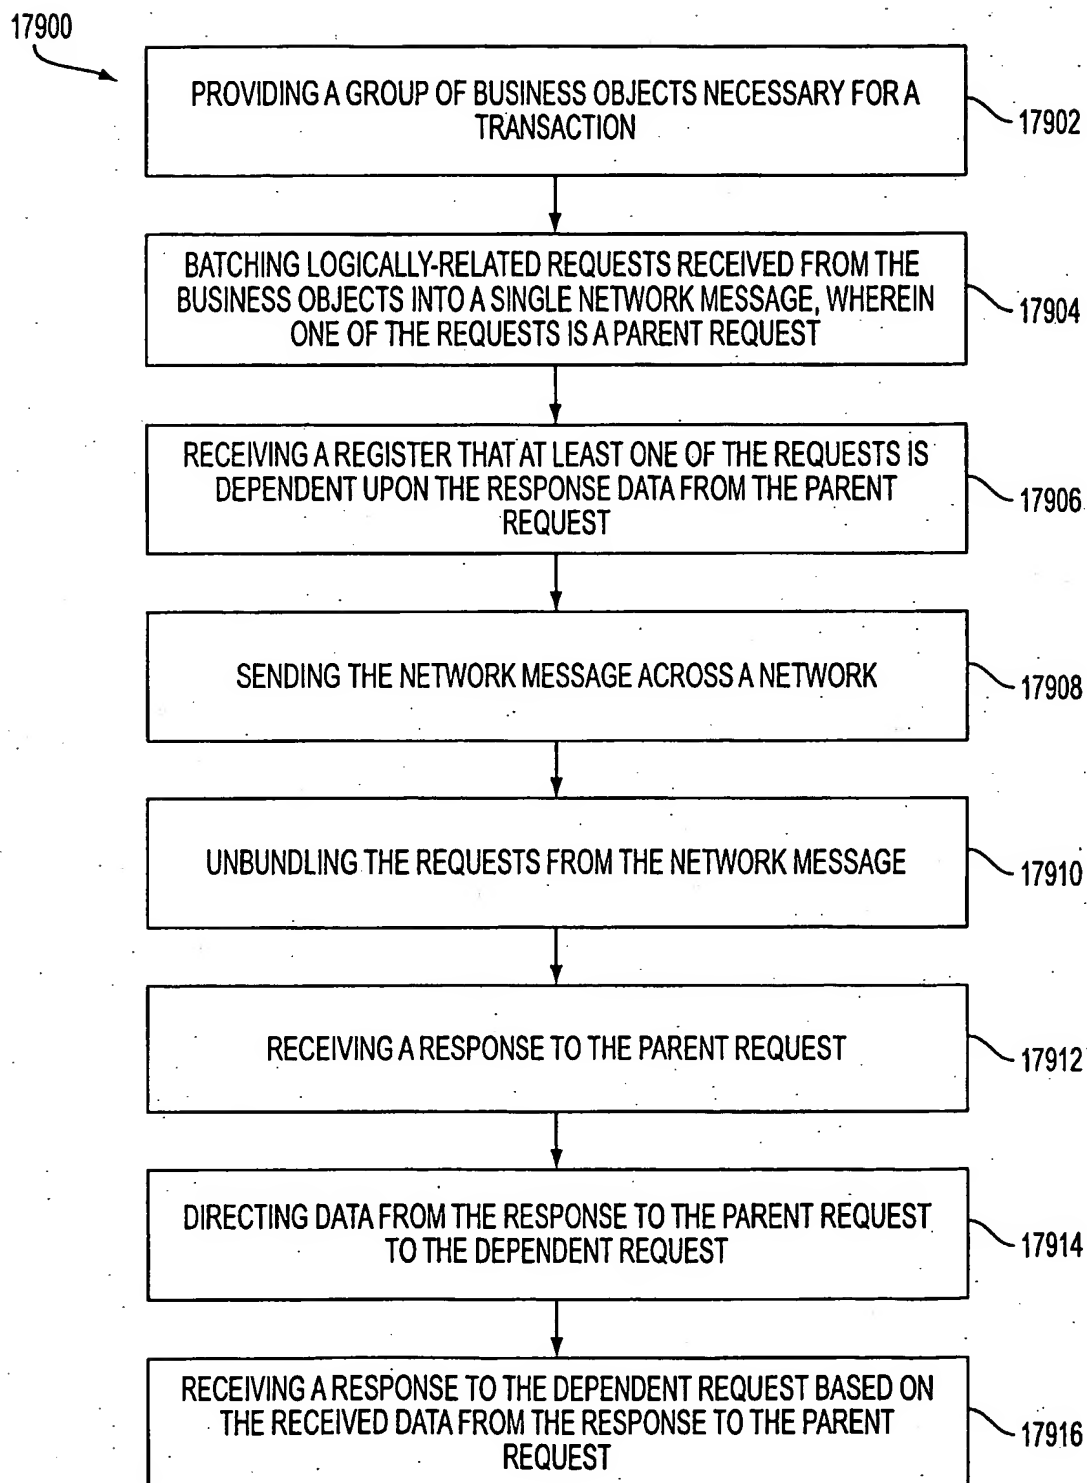 17900
PROVIDING A GROUP OF BUSINESS OBJECTS NECESSARY FOR A
TRANSACTION
17902
BATCHING LOGICALLY-RELATED REQUESTS RECEIVED FROM THE
BUSINESS OBJECTS INTO A SINGLE NETWORK MESSAGE, WHEREIN
ONE OF THE REQUESTS IS A PARENT REQUEST
17904
RECEIVING A REGISTER THAT AT LEAST ONE OF THE REQUESTS IS
DEPENDENT UPON THE RESPONSE DATA FROM THE PARENT
REQUEST
17906
SENDING THE NETWORK MESSAGE ACROSS A NETWORK
17908
UNBUNDLING THE REQUESTS FROM THE NETWORK MESSAGE
17910
RECEIVING A RESPONSE TO THE PARENT REQUEST
17912
DIRECTING DATA FROM THE RESPONSE TO THE PARENT REQUEST
TO THE DEPENDENT REQUEST
17914
RECEIVING A RESPONSE TO THE DEPENDENT REQUEST BASED ON
THE RECEIVED DATA FROM THE RESPONSE TO THE PARENT
REQUEST
17916